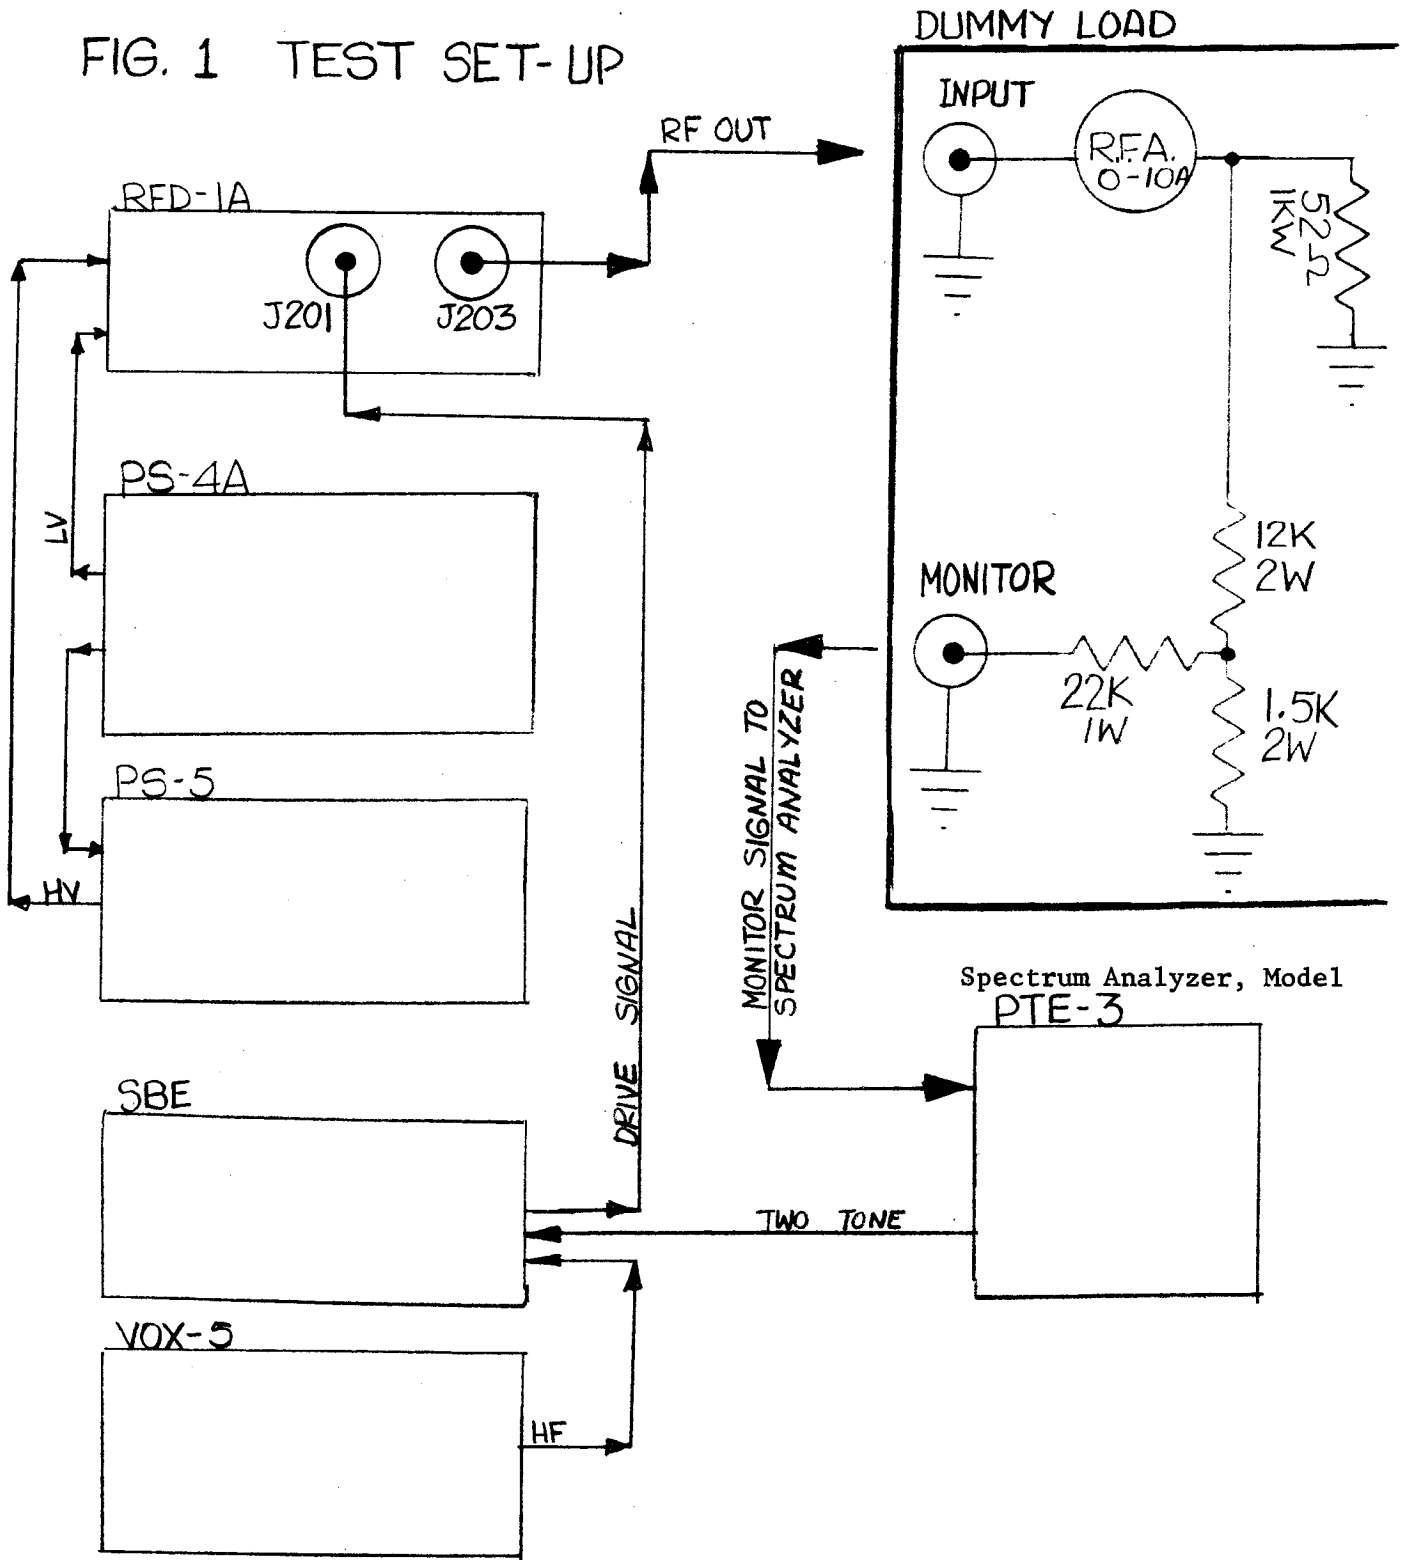 FIG. 1 TEST SET-UP
DUMMY LOAD
INPUT
R.F.A.
0-10A
52Ω
1KW
RF OUT
RFD-1A
J201
J203
PS-4A
LV
12K
2W
MONITOR
22K
1W
1.5K
2W
MONITOR SIGNAL TO
SPECTRUM ANALYZER
PS-5
HV
DRIVE SIGNAL
Spectrum Analyzer, Model
PTE-3
SBE
TWO TONE
VOX-5
HF